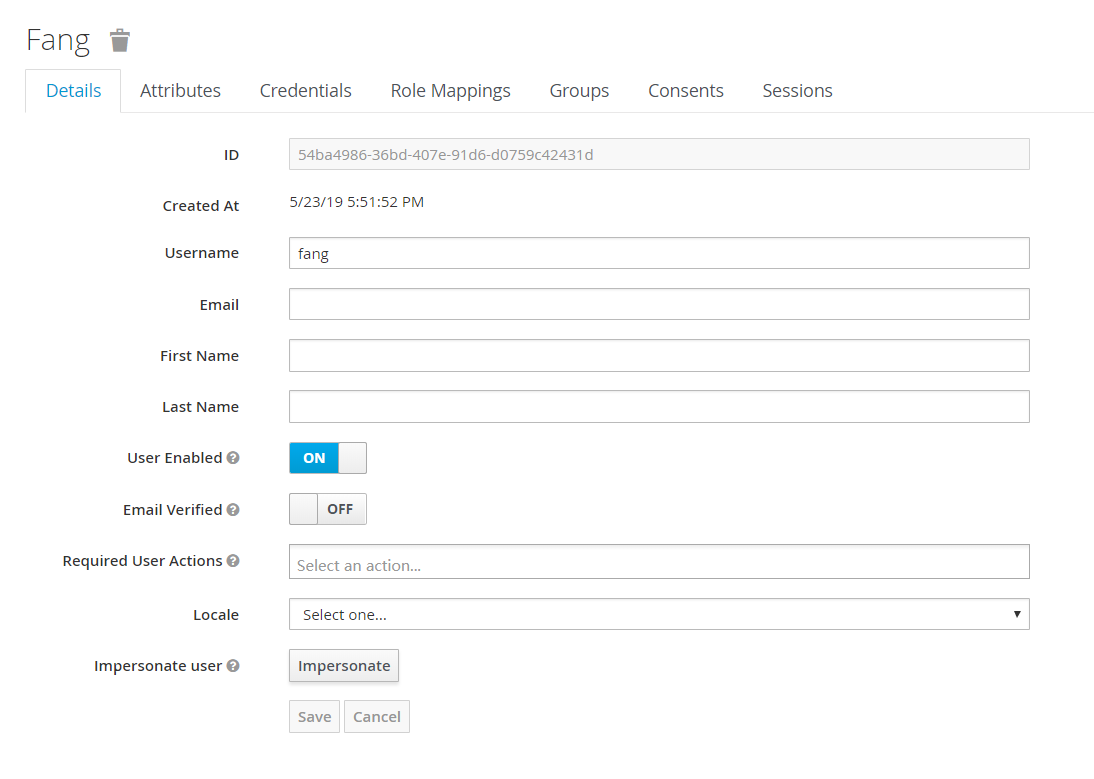 Fang
Details Attributes Credentials Role Mappings Groups Consents Sessions
ID 54ba4986-36bd-407e-91d6-d0759c42431d
Created At 5/23/19 5:51:52 PM
Username fang
Email
First Name
Last Name
User Enabled ON
Email Verified OFF
Required User Actions Select an action...
Locale Select one...
Impersonate user Impersonate
Save Cancel